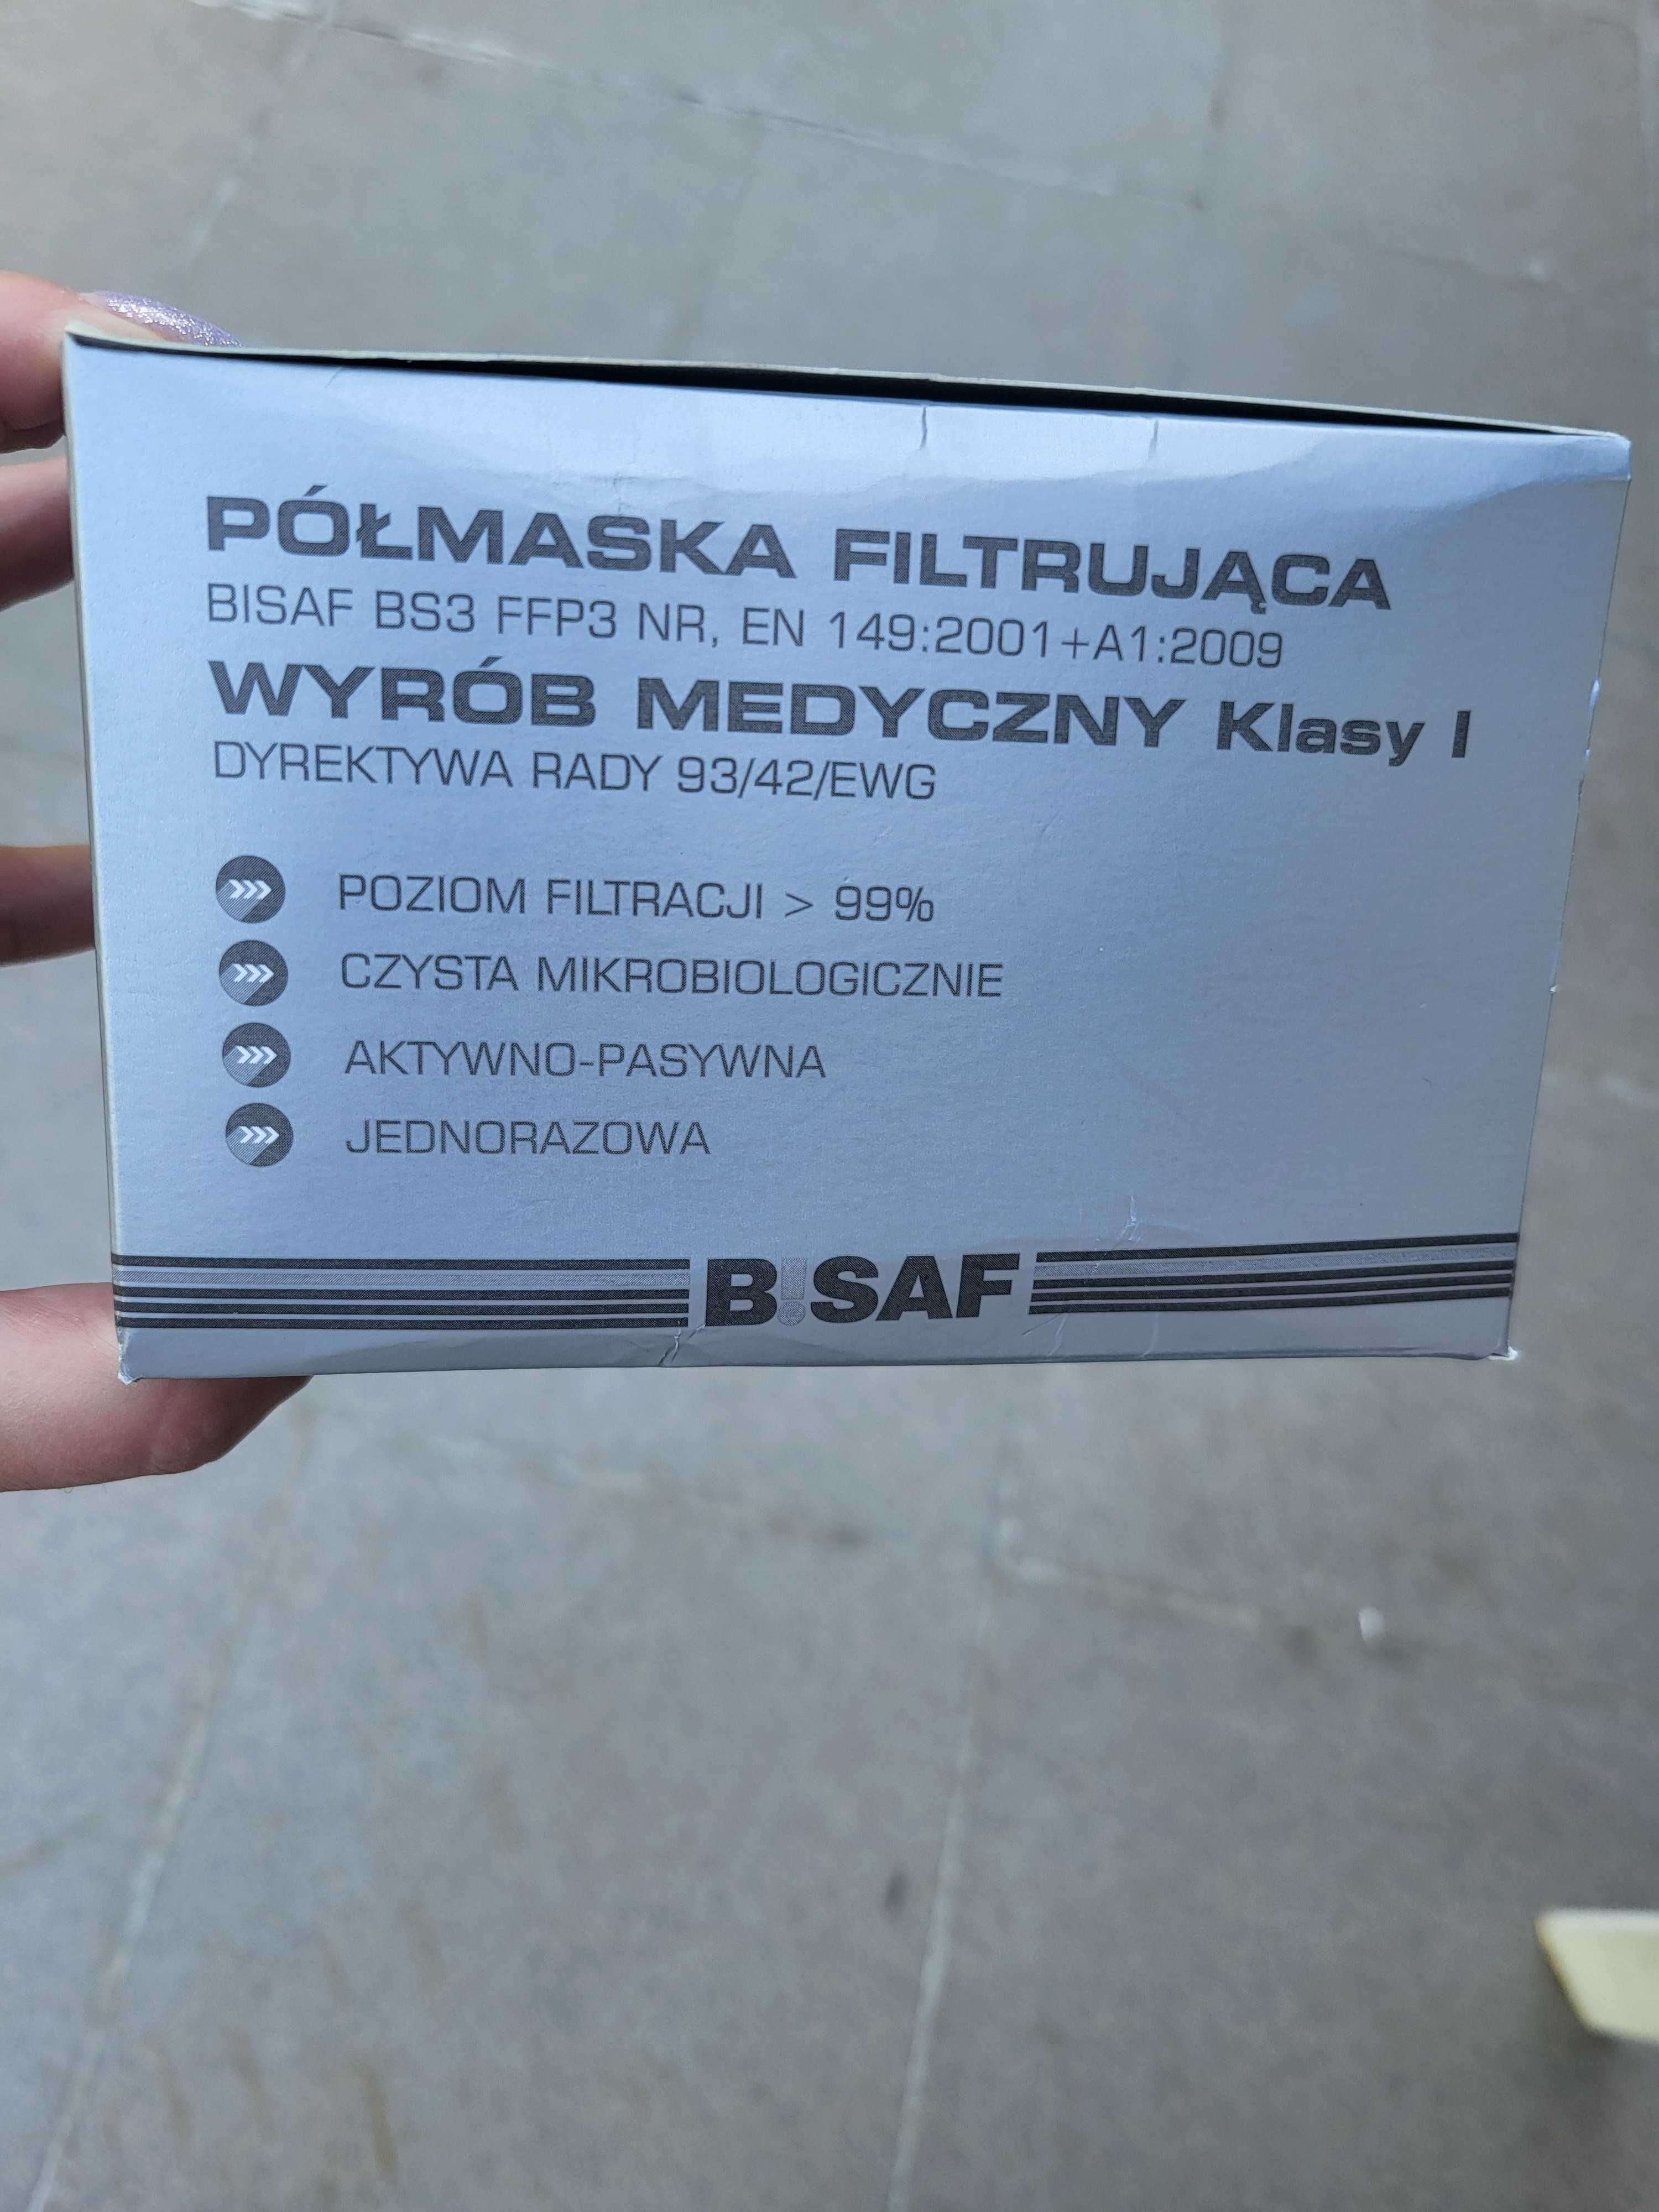 PÓŁMASKA FILTRUJĄCA
BISAF BS3 FFP3 NR, EN 149:2001+A1:2009
WYRÓB MEDYCZNY Klasy I
DYREKTYWA RADY 93/42/EWG
POZIOM FILTRACJI > 99%
CZYSTA MIKROBIOLOGICZNIE
AKTYWNO-PASYWNA
JEDNORAZOWA
B!SAF